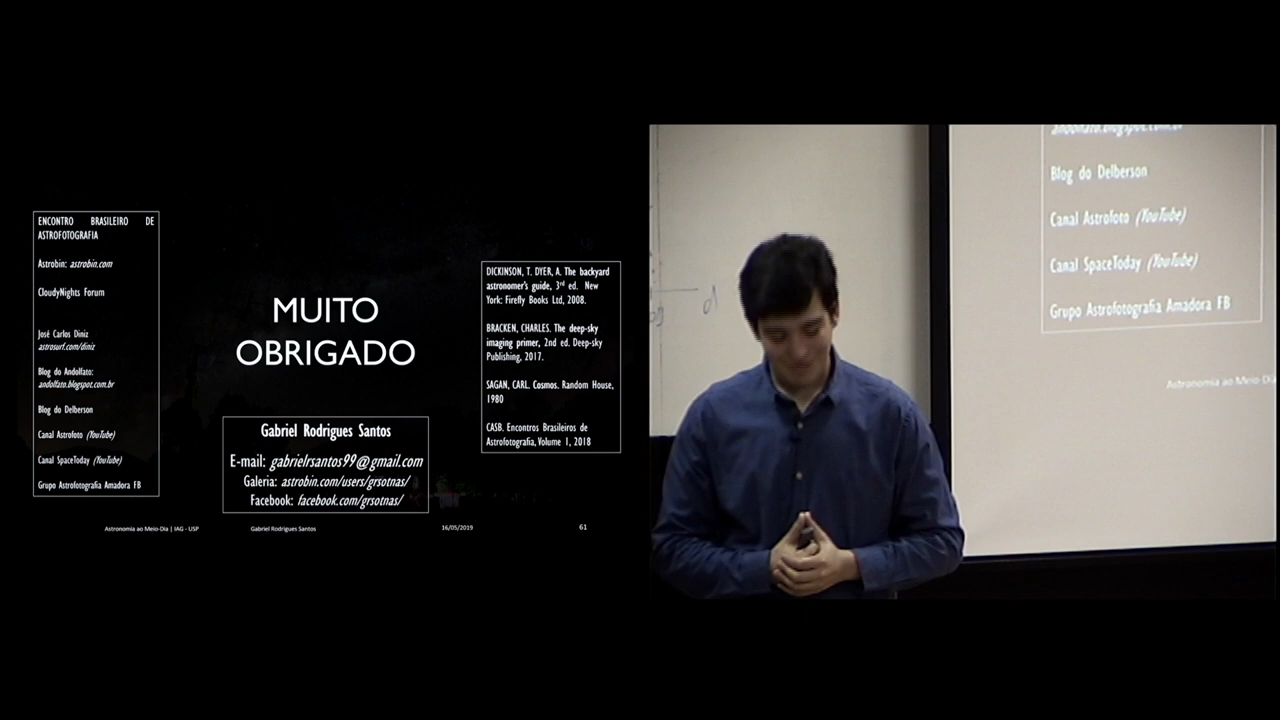 ENCONTRO BRASILEIRO DE
ASTROFOTOGRAFIA
Astrobin: astrobin.com
CloudyNights Forum
José Carlos Diniz
astrosurf.com/diniz
Blog do Andolfato:
andolfato.blogspot.com.br
Blog do Delberson
Canal Astrofoto (YouTube)
Canal SpaceToday (YouTube)
Grupo Astrofotografia Amadora FB
MUITO
OBRIGADO
Gabriel Rodrigues Santos
E-mail: gabrielrsantos99@gmail.com
Galeria: astrobin.com/users/grsotnas/
Facebook: facebook.com/grsotnas/
DICKINSON, T. DYER, A. The backyard
astronomer's guide, 3rd ed. New
York: Firefly Books Ltd, 2008.
BRACKEN, CHARLES. The deep-sky
imaging primer, 2nd ed. Deep-sky
Publishing, 2017.
SAGAN, CARL. Cosmos. Random House,
1980
CASB. Encontros Brasileiros de
Astrofotografia, Volume 1, 2018
Astronomia ao Meio-Dia | IAG - USP
Gabriel Rodrigues Santos
16/05/2019
61
andolfato.blogspot.com.br
Blog do Delberson
Canal Astrofoto (YouTube)
Canal SpaceToday (YouTube)
Grupo Astrofotografia Amadora FB
Astronomia ao Meio-Dia
d